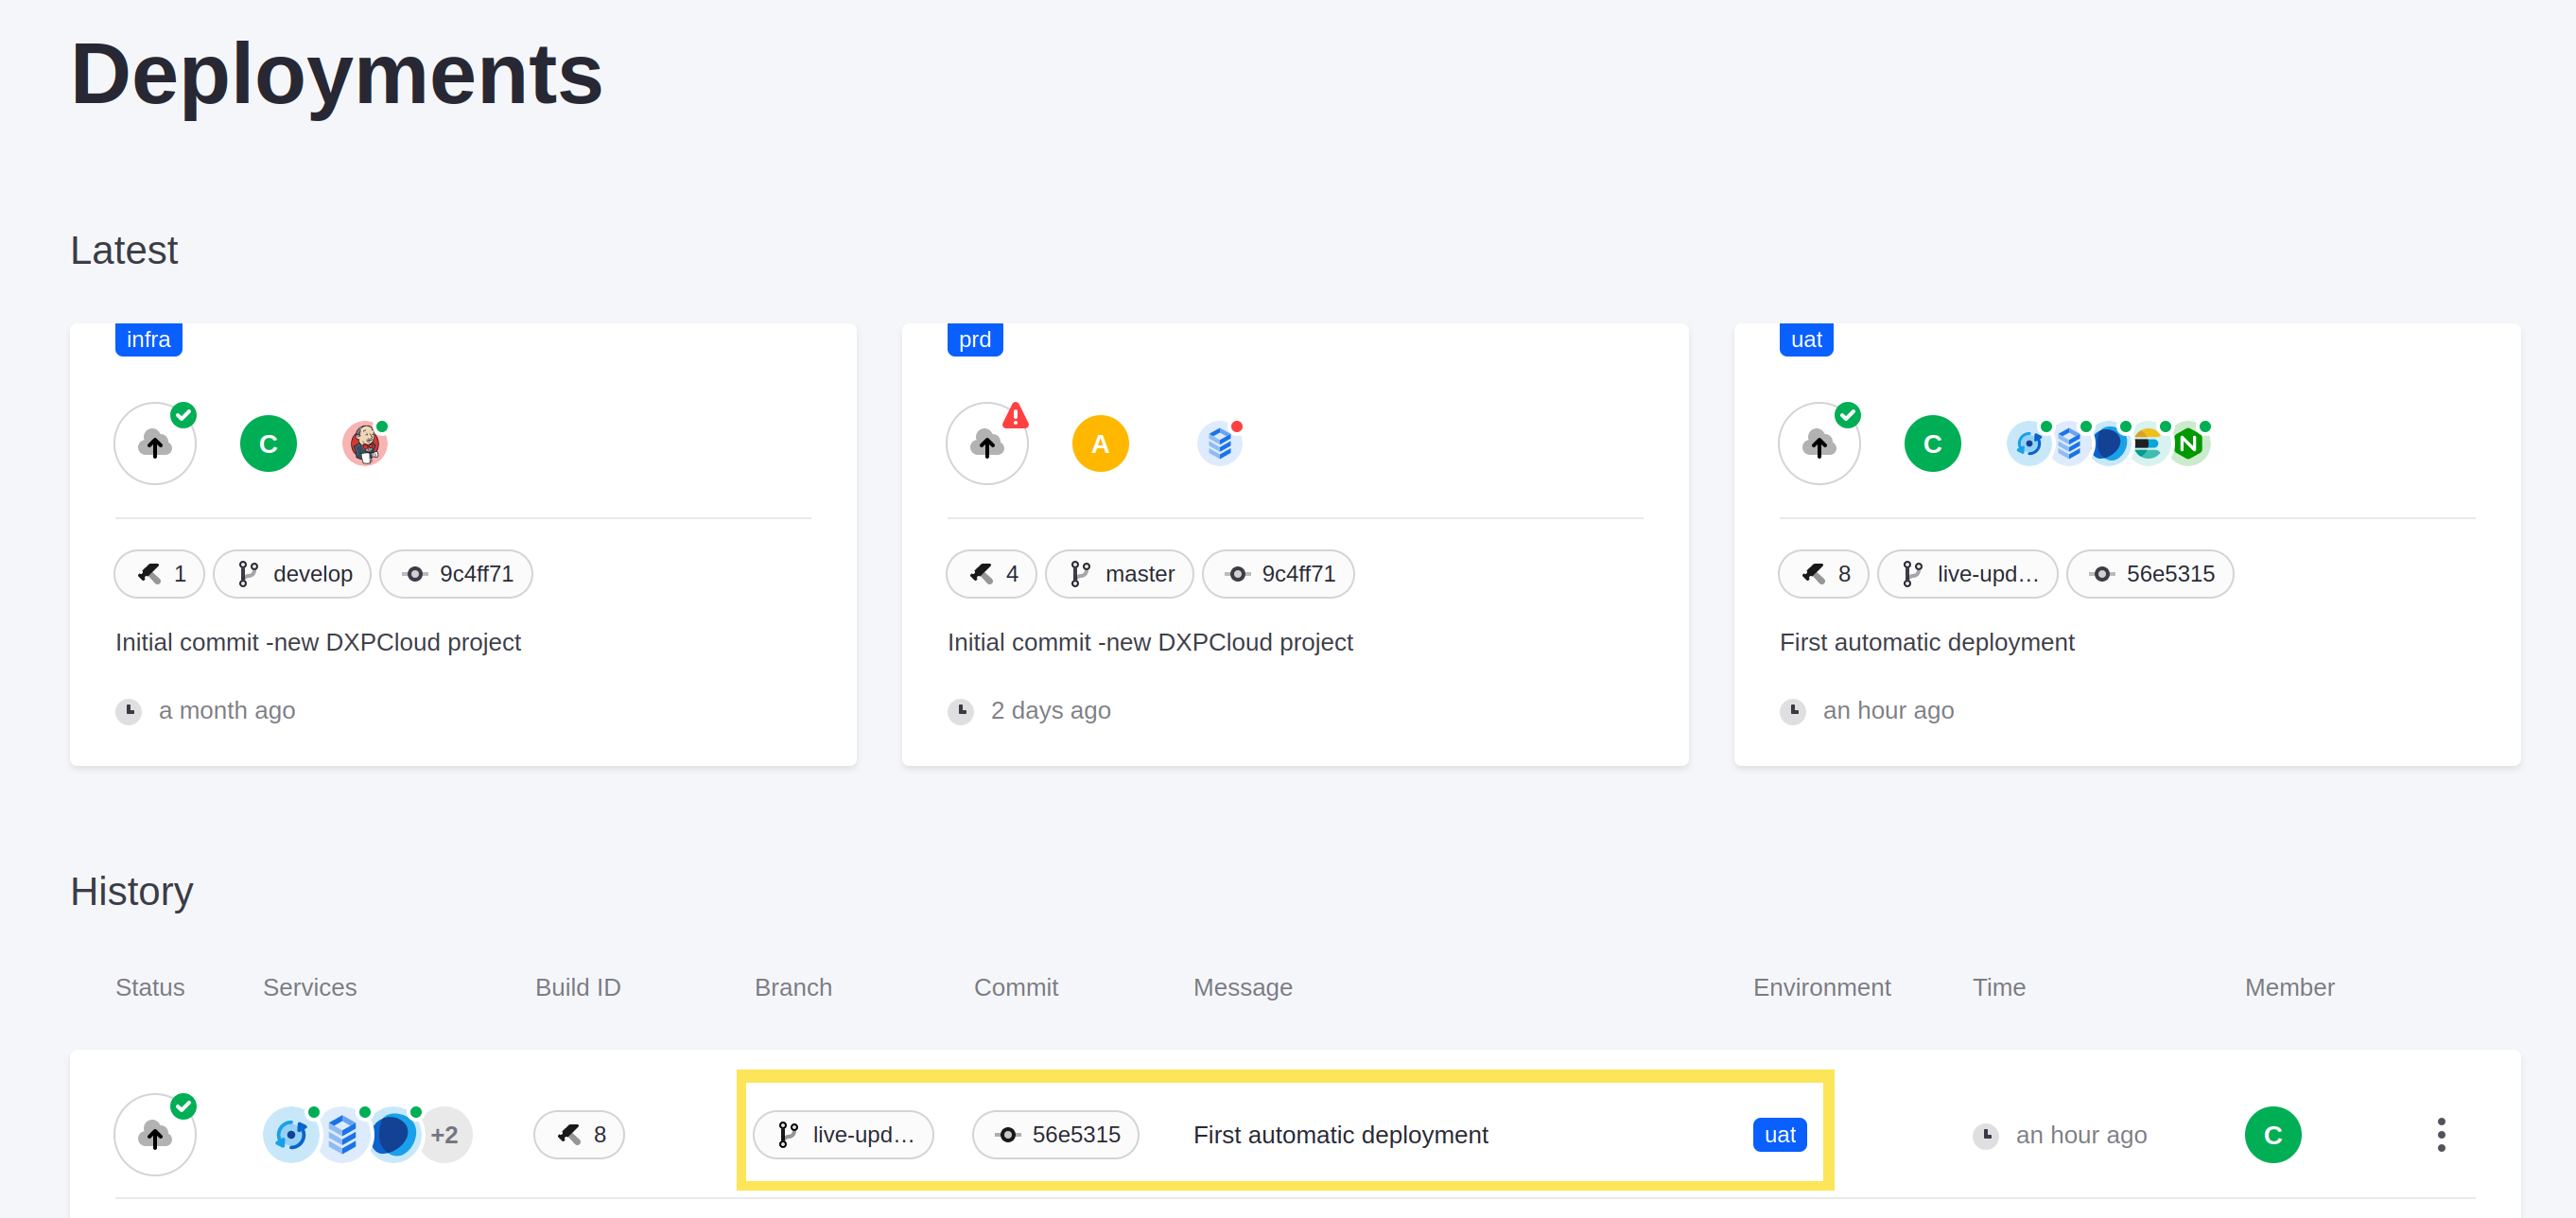 Deployments
Latest
infra
C
1 develop 9c4ff71
Initial commit -new DXPCloud project
a month ago
prd
A
4 master 9c4ff71
Initial commit -new DXPCloud project
2 days ago
uat
C
8 live-upd… 56e5315
First automatic deployment
an hour ago
History
Status Services Build ID Branch Commit Message Environment Time Member
+2 8 live-upd… 56e5315 First automatic deployment uat an hour ago C